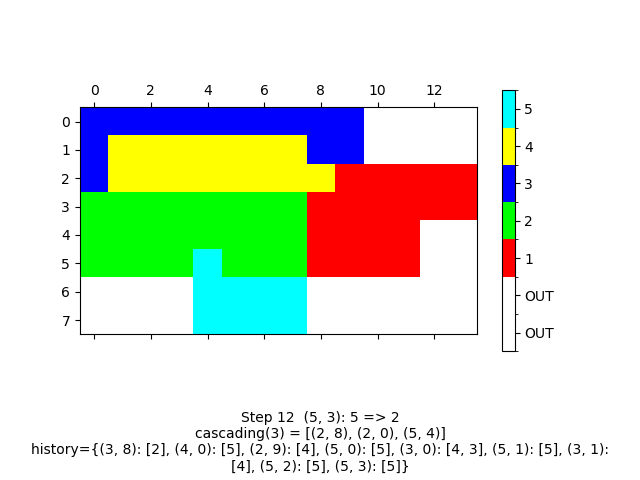 0 2 4 6 8 10 12
0
1
2
3
4
5
6
7
5
4
3
2
1
OUT
OUT
Step 12  (5, 3): 5 => 2
cascading(3) = [(2, 8), (2, 0), (5, 4)]
history={(3, 8): [2], (4, 0): [5], (2, 9): [4], (5, 0): [5], (3, 0): [4, 3], (5, 1): [5], (3, 1):
[4], (5, 2): [5], (5, 3): [5]}